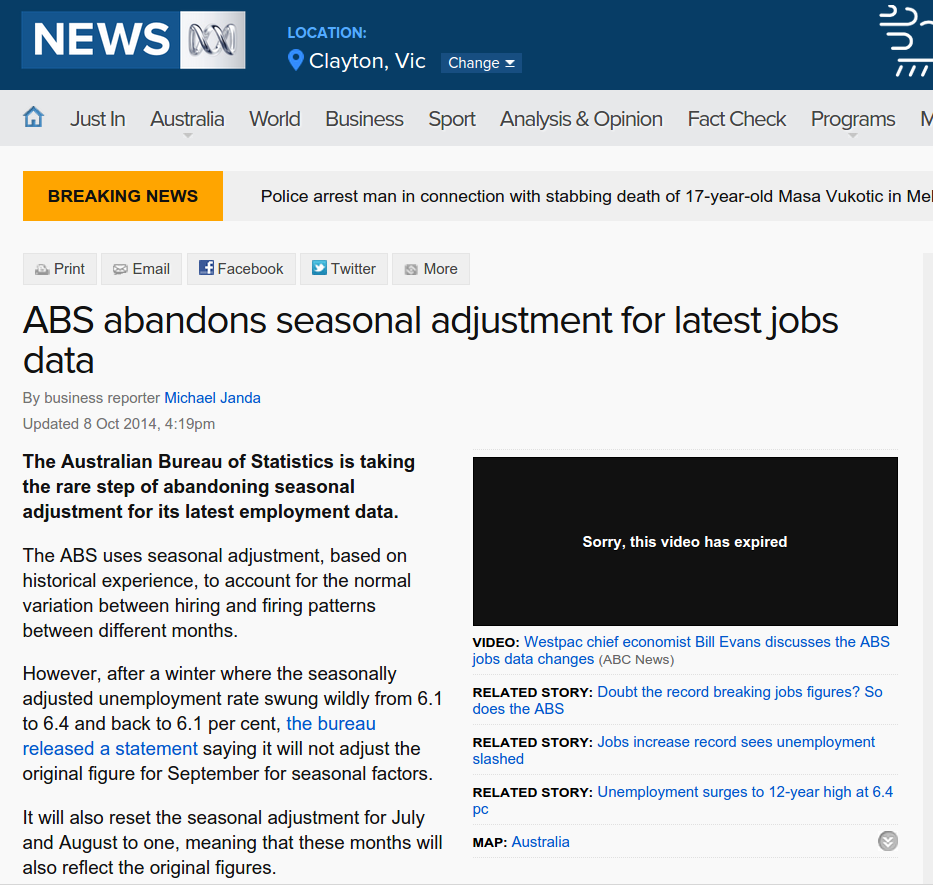 NEWS
LOCATION:
Clayton, Vic Change
Just In Australia World Business Sport Analysis & Opinion Fact Check Programs M
BREAKING NEWS Police arrest man in connection with stabbing death of 17-year-old Masa Vukotic in Mel
Print Email Facebook Twitter More
ABS abandons seasonal adjustment for latest jobs
data
By business reporter Michael Janda
Updated 8 Oct 2014, 4:19pm
The Australian Bureau of Statistics is taking
the rare step of abandoning seasonal
adjustment for its latest employment data.
The ABS uses seasonal adjustment, based on
historical experience, to account for the normal
variation between hiring and firing patterns
between different months.
However, after a winter where the seasonally
adjusted unemployment rate swung wildly from 6.1
to 6.4 and back to 6.1 per cent, the bureau
released a statement saying it will not adjust the
original figure for September for seasonal factors.
It will also reset the seasonal adjustment for July
and August to one, meaning that these months will
also reflect the original figures.
Sorry, this video has expired
VIDEO: Westpac chief economist Bill Evans discusses the ABS
jobs data changes (ABC News)
RELATED STORY: Doubt the record breaking jobs figures? So
does the ABS
RELATED STORY: Jobs increase record sees unemployment
slashed
RELATED STORY: Unemployment surges to 12-year high at 6.4
pc
MAP: Australia